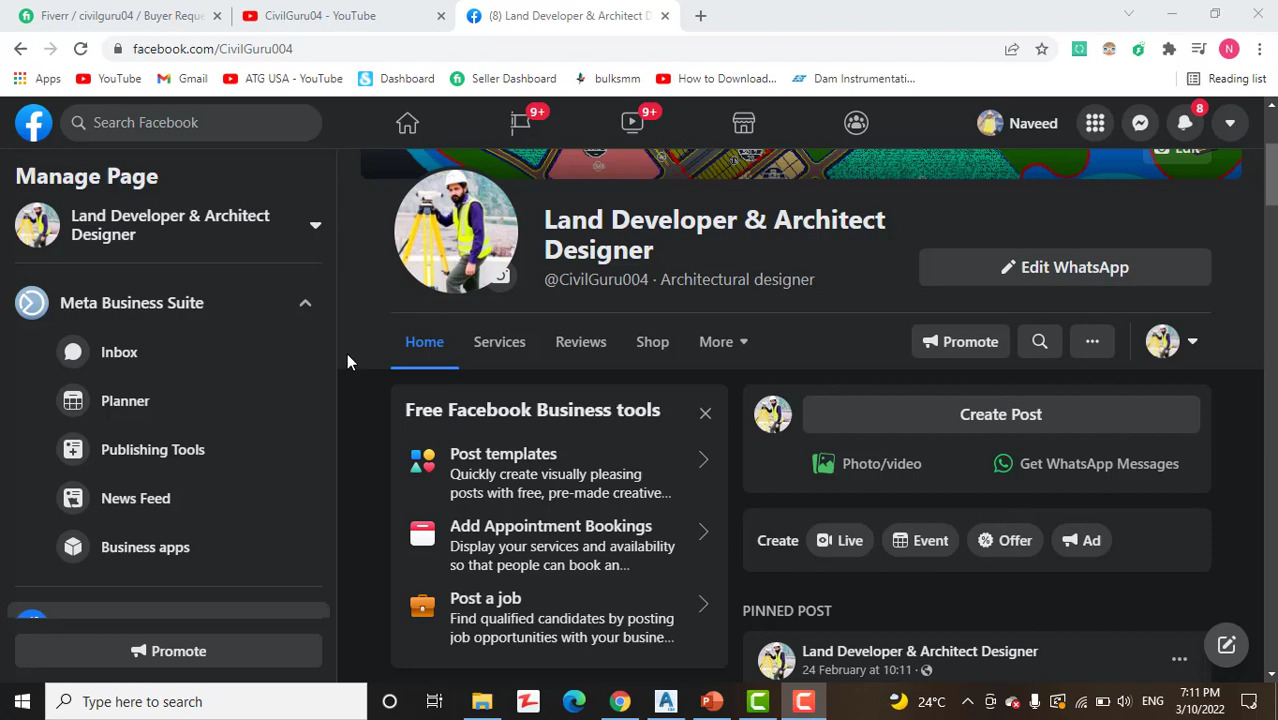 Fiverr / civilguru04 / Buyer Reque
CivilGuru04 - YouTube
(8) Land Developer & Architect D
facebook.com/CivilGuru004
N
Apps
YouTube
Gmail
ATG USA - YouTube
Dashboard
Seller Dashboard
bulksmm
How to Download...
Dam Instrumentati...
Reading list
Search Facebook
9+
9+
Naveed
8
Manage Page
Land Developer & Architect
Designer
Meta Business Suite
Inbox
Planner
Publishing Tools
News Feed
Business apps
Promote
Edit
Land Developer & Architect
Designer
@CivilGuru004 · Architectural designer
Edit WhatsApp
Home
Services
Reviews
Shop
More
Promote
Free Facebook Business tools
Post templates
Quickly create visually pleasing
posts with free, pre-made creative...
Add Appointment Bookings
Display your services and availability
so that people can book an...
Post a job
Find qualified candidates by posting
job opportunities with your busine...
Create Post
Photo/video
Get WhatsApp Messages
Create
Live
Event
Offer
Ad
PINNED POST
Land Developer & Architect Designer
24 February at 10:11 ·
Type here to search
24°C
ENG
7:11 PM
3/10/2022